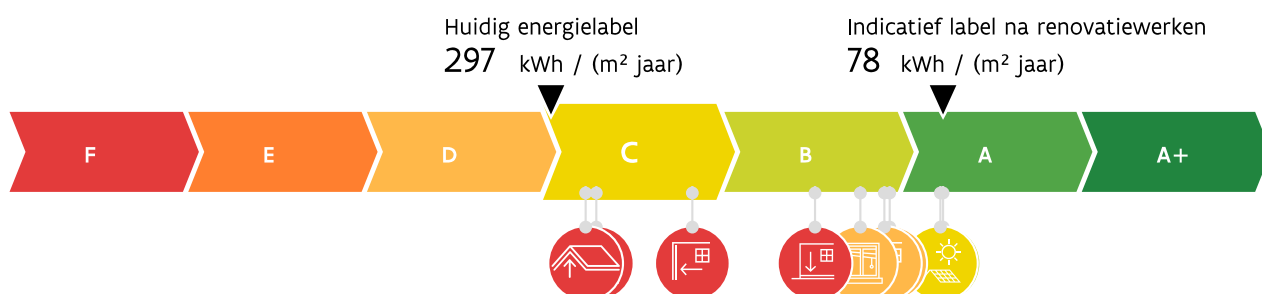 Huidig energielabel
297 kWh / (m² jaar)
Indicatief label na renovatiewerken
78 kWh / (m² jaar)
F E D C B A A+